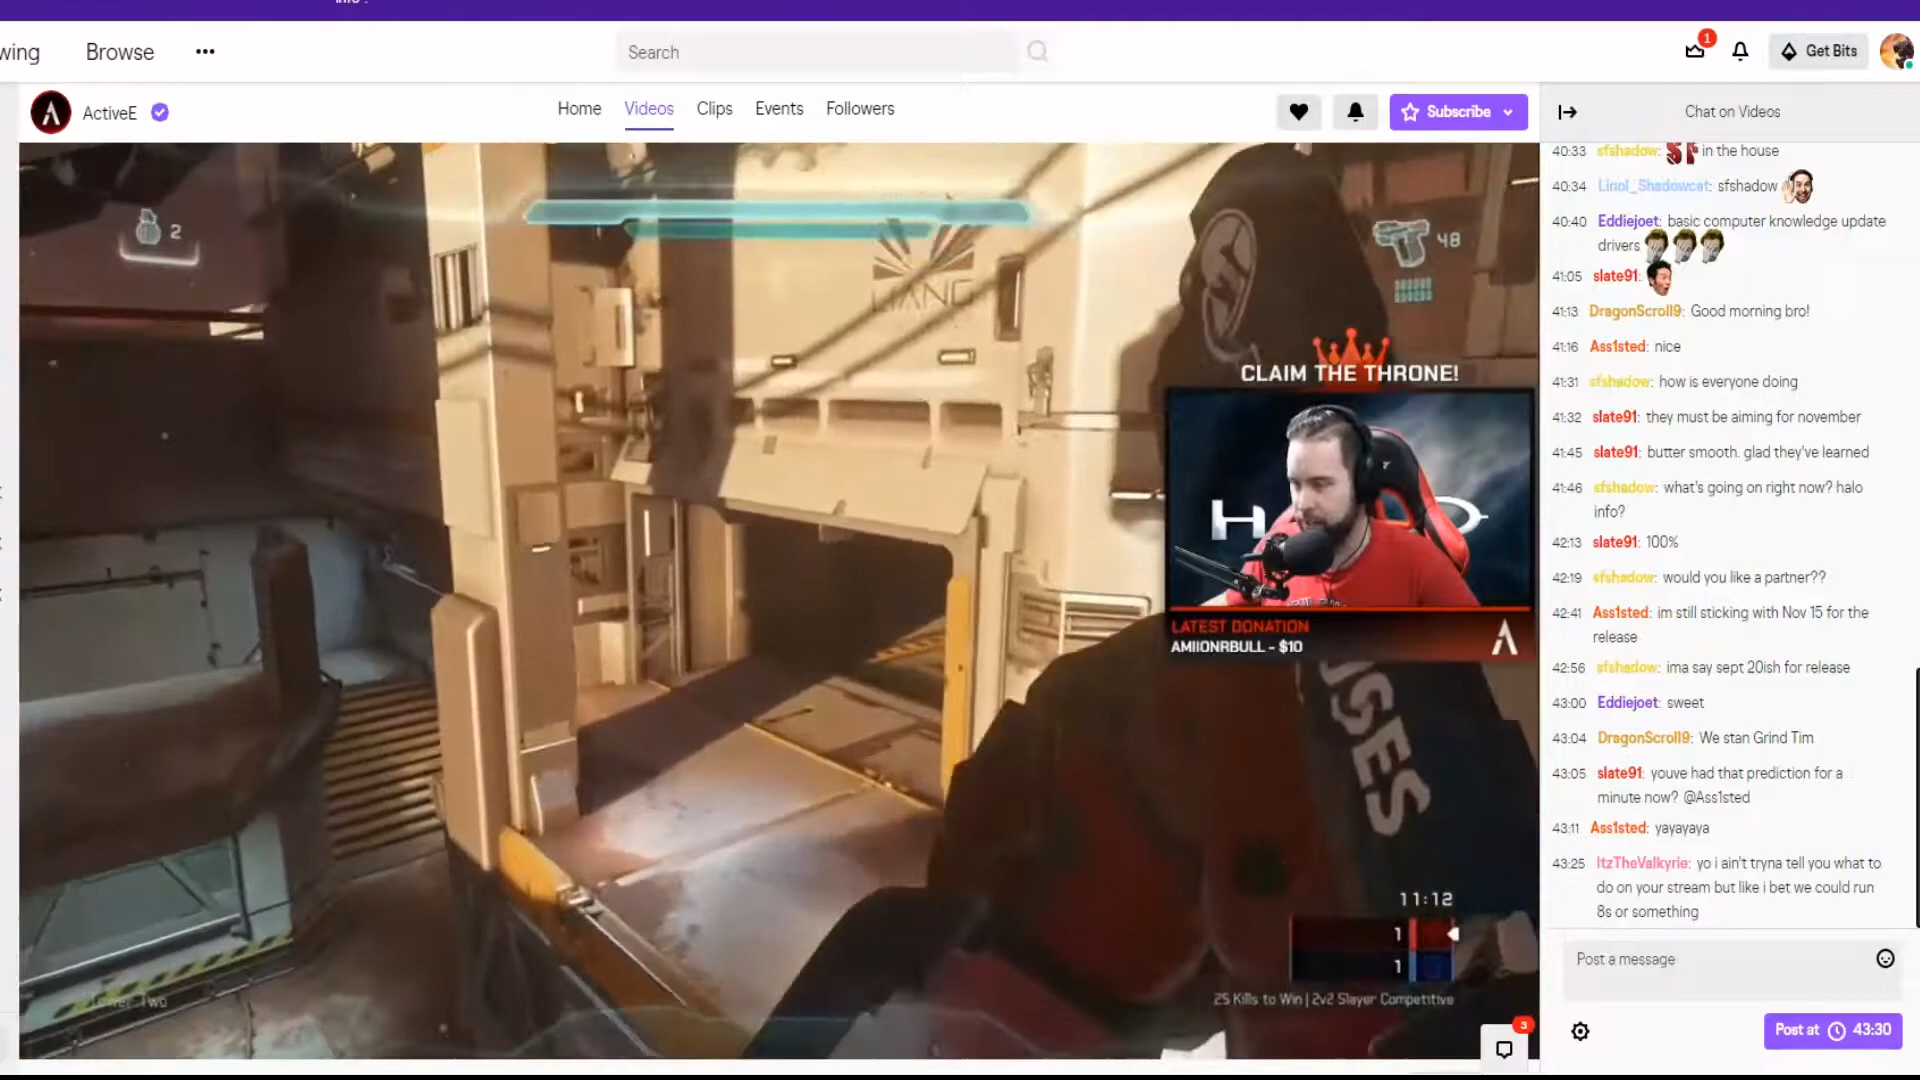 wing
Browse
Search
1
Get Bits
ActiveE
Home
Videos
Clips
Events
Followers
Subscribe
Chat on Videos
2
48
LIANG
CLAIM THE THRONE!
LATEST DONATION
AMIIONRBULL - $10
11:12
1
1
25 Kills to Win | 2v2 Slayer Competitive
Tower Two
3
40:33 sfshadow: in the house
40:34 Linol_Shadowcat: sfshadow
40:40 Eddiejoet: basic computer knowledge update
drivers
41:05 slate91:
41:13 DragonScroll9: Good morning bro!
41:16 Ass1sted: nice
41:31 sfshadow: how is everyone doing
41:32 slate91: they must be aiming for november
41:45 slate91: butter smooth. glad they've learned
41:46 sfshadow: what's going on right now? halo
info?
42:13 slate91: 100%
42:19 sfshadow: would you like a partner??
42:41 Ass1sted: im still sticking with Nov 15 for the
release
42:56 sfshadow: ima say sept 20ish for release
43:00 Eddiejoet: sweet
43:04 DragonScroll9: We stan Grind Tim
43:05 slate91: youve had that prediction for a
minute now? @Ass1sted
43:11 Ass1sted: yayayaya
43:25 ItzTheValkyrie: yo i ain't tryna tell you what to
do on your stream but like i bet we could run
8s or something
Post a message
Post at 43:30